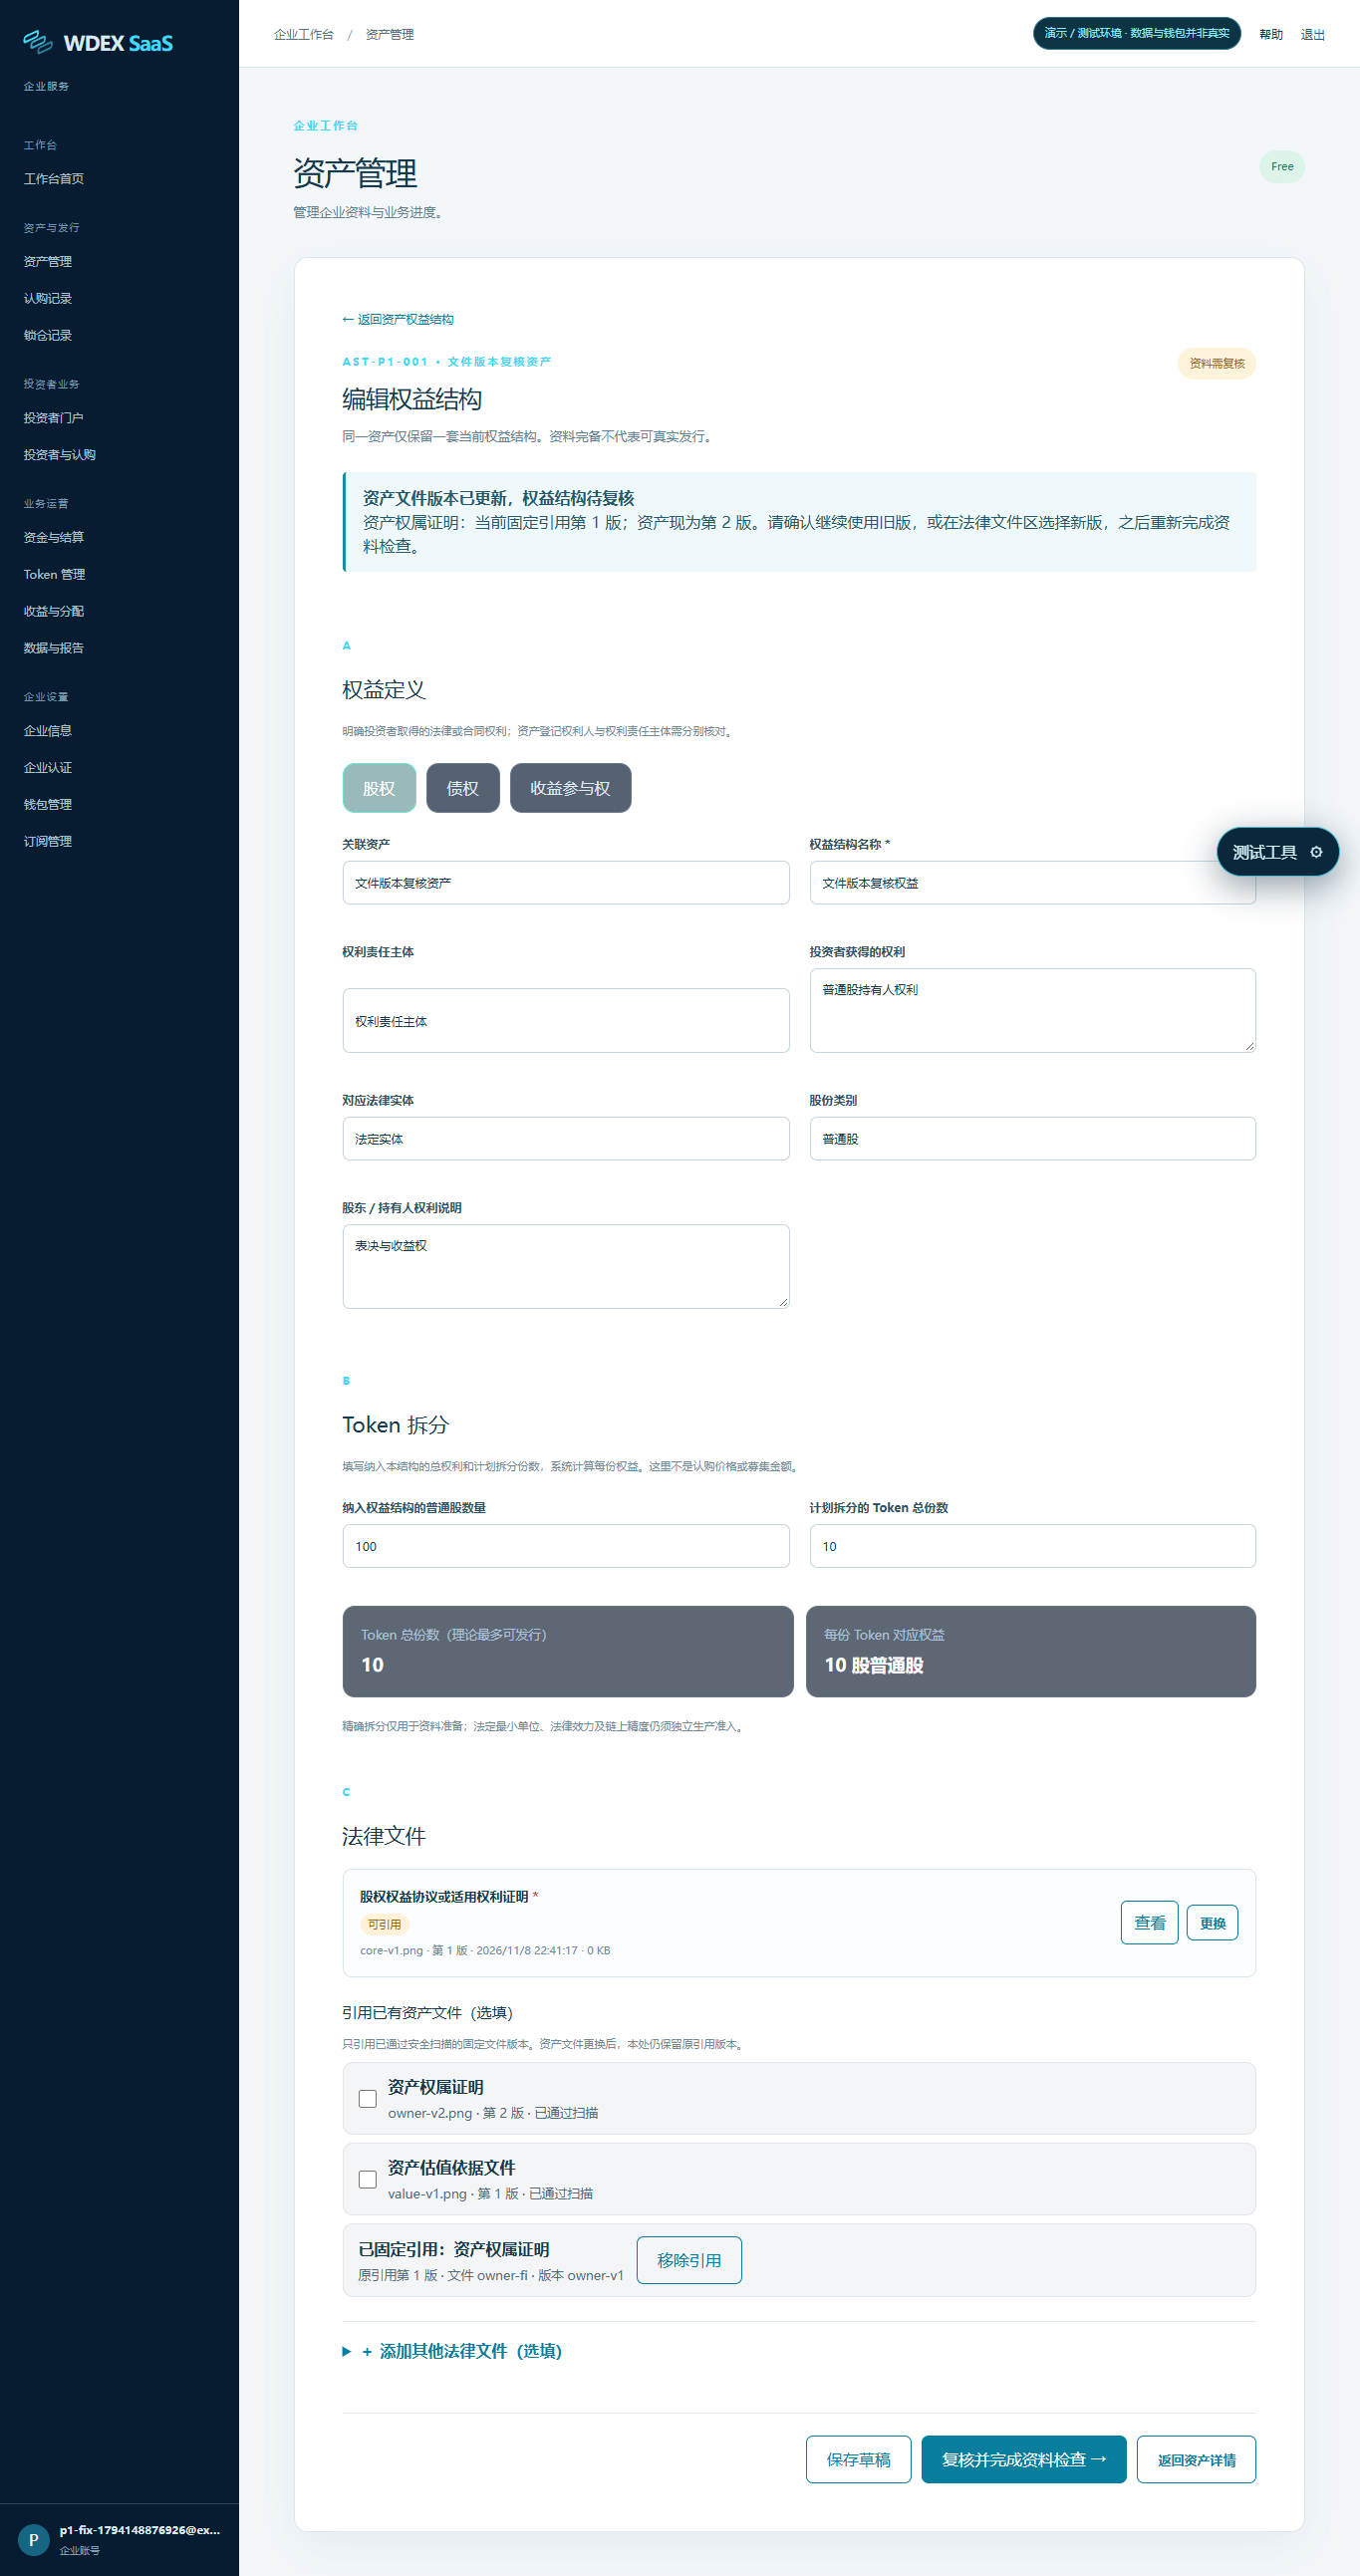 WDEX SaaS
企业服务
工作台
工作台首页
资产与发行
资产管理
认购记录
锁仓记录
投资者业务
投资者门户
投资者与认购
业务运营
资金与结算
Token 管理
收益与分配
数据与报告
企业设置
企业信息
企业认证
钱包管理
订阅管理
P
p1-fix-1794148876926@ex...
企业账号
企业工作台 / 资产管理
演示 / 测试环境 · 数据与钱包并非真实
帮助
退出
企业工作台
资产管理
Free
管理企业资料与业务进度。
← 返回资产权益结构
AST-P1-001 • 文件版本复核资产
资料需复核
编辑权益结构
同一资产仅保留一套当前权益结构。资料完备不代表可真实发行。
资产文件版本已更新，权益结构待复核
资产权属证明：当前固定引用第 1 版；资产现为第 2 版。请确认继续使用旧版，或在法律文件区选择新版，之后重新完成资
料检查。
A
权益定义
明确投资者取得的法律或合同权利；资产登记权利人与权利责任主体需分别核对。
股权
债权
收益参与权
测试工具 ⚙
关联资产
权益结构名称 *
文件版本复核资产
文件版本复核权益
权利责任主体
投资者获得的权利
权利责任主体
普通股持有人权利
对应法律实体
股份类别
法定实体
普通股
股东 / 持有人权利说明
表决与收益权
B
Token 拆分
填写纳入本结构的总权利和计划拆分份数，系统计算每份权益。这里不是认购价格或募集金额。
纳入权益结构的普通股数量
计划拆分的 Token 总份数
100
10
Token 总份数（理论最多可发行）
10
每份 Token 对应权益
10 股普通股
精确拆分仅用于资料准备；法定最小单位、法律效力及链上精度仍须独立生产准入。
C
法律文件
股权权益协议或适用权利证明 *
可引用
core-v1.png · 第 1 版 · 2026/11/8 22:41:17 · 0 KB
查看
更换
引用已有资产文件（选填）
只引用已通过安全扫描的固定文件版本。资产文件更换后，本处仍保留原引用版本。
资产权属证明
owner-v2.png · 第 2 版 · 已通过扫描
资产估值依据文件
value-v1.png · 第 1 版 · 已通过扫描
已固定引用：资产权属证明
原引用第 1 版 · 文件 owner-fi · 版本 owner-v1
移除引用
▶ + 添加其他法律文件（选填）
保存草稿
复核并完成资料检查 →
返回资产详情